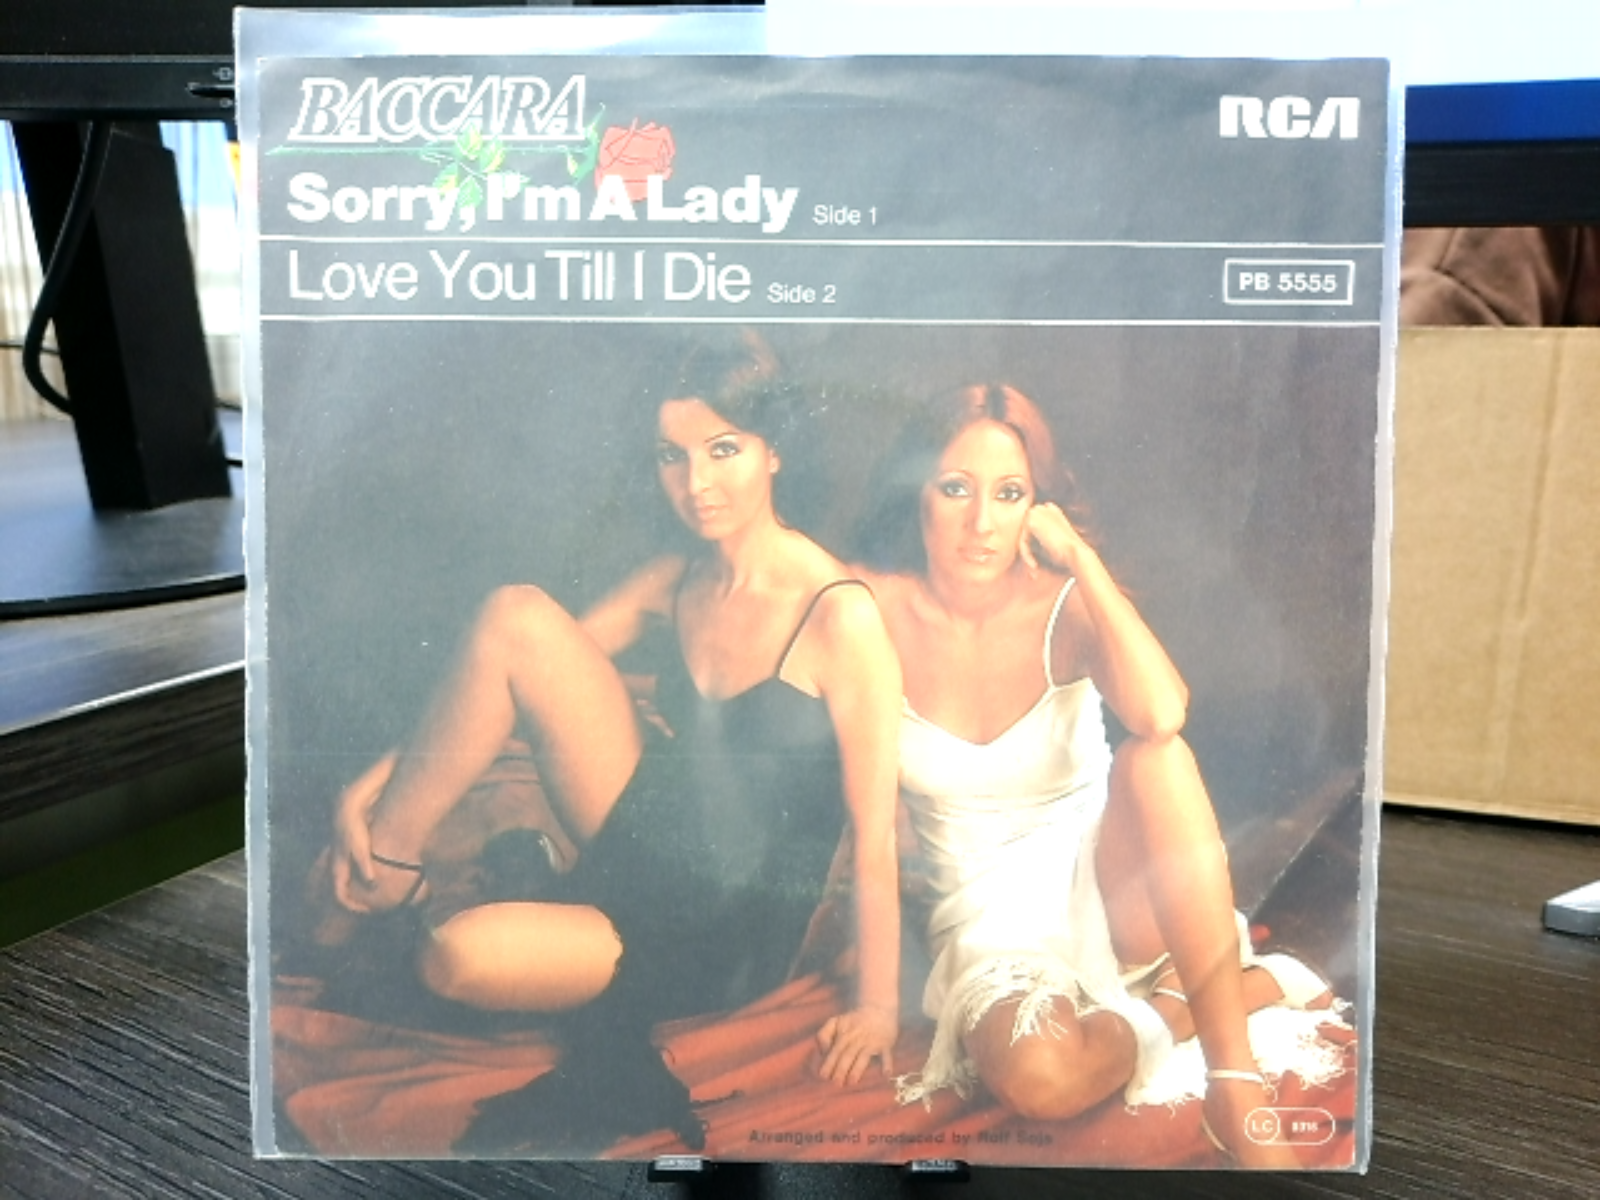 BACCARA
RCA
Sorry, I'm A Lady Side 1
Love You Till I Die Side 2
PB 5555
Arranged and produced by Rolf Soja
LC